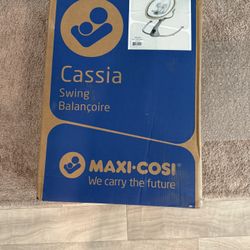 Cassia
Swing
Balançoire
MAXI•COSI®
We carry the future